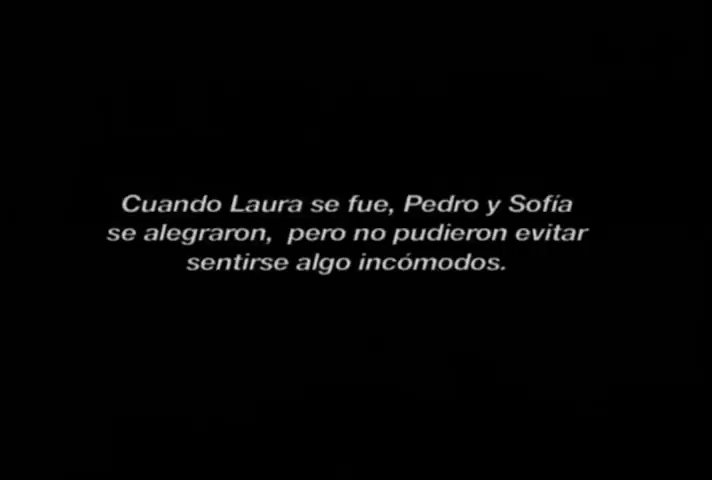 Cuando Laura se fue, Pedro y Sofía
se alegraron,  pero no pudieron evitar
sentirse algo incómodos.